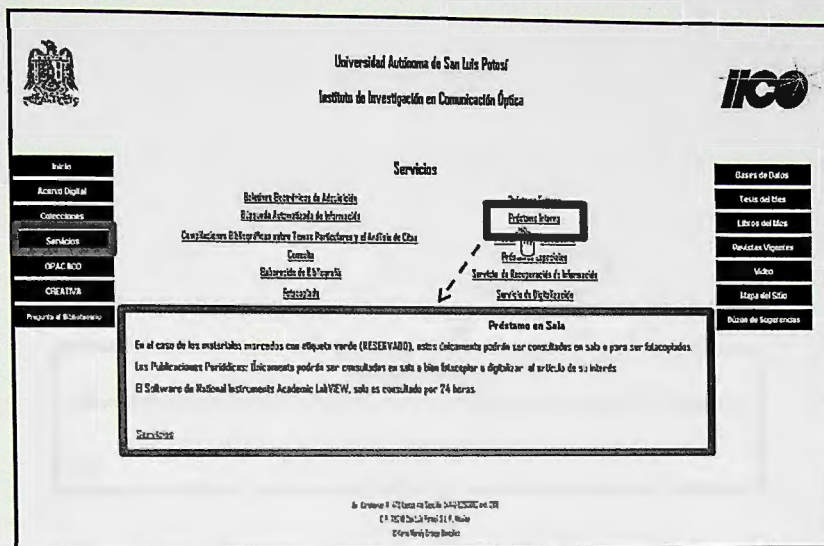 Universidad Autónoma de San Luis Potosí
Instituto de Investigación en Comunicación Óptica
IICO
Servicios
Inicio
Acervo Digital
Colecciones
Servicios
OPAC IICO
CREATIVA
Pregunta al Bibliotecario
Boletines Electrónicos de Adquisición
Búsqueda Automatizada de Información
Compilaciones Bibliográficas sobre Temas Particulares y el Análisis de Citas
Consulta
Elaboración de Bibliografía
Fotocopiado
Préstamo Interno
Préstamos Especiales
Servicio de Recuperación de Información
Servicio de Digitalización
Bases de Datos
Tesis del Mes
Libros del Mes
Revistas Vigentes
Video
Mapa del Sitio
Buzón de Sugerencias
Préstamo en Sala
En el caso de los materiales marcados con etiqueta verde (RESERVADO), estos únicamente podrán ser consultados en sala o para ser fotocopiados.
Las Publicaciones Periódicas: Únicamente podrán ser consultadas en sala o bien fotocopiar o digitalizar el artículo de su interés
El Software de National Instruments Academic LabVIEW, solo es consultado por 24 horas.
Servicios